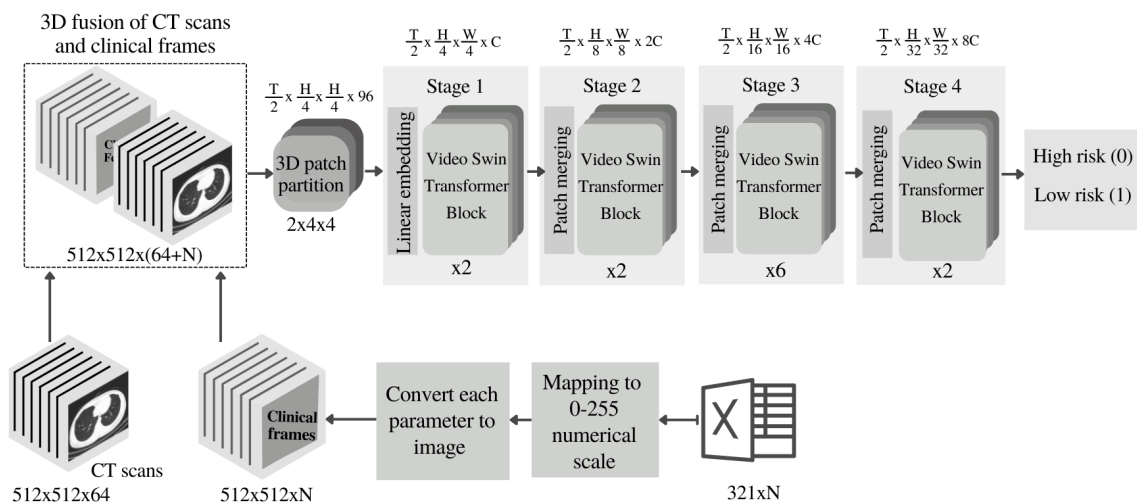 3D fusion of CT scans
and clinical frames
512x512x(64+N)
T/2 x H/4 x H/4 x 96
3D patch
partition
2x4x4
T/2 x H/4 x W/4 x C
Stage 1
Linear embedding
Video Swin
Transformer
Block
x2
T/2 x H/8 x W/8 x 2C
Stage 2
Patch merging
Video Swin
Transformer
Block
x2
T/2 x H/16 x W/16 x 4C
Stage 3
Patch merging
Video Swin
Transformer
Block
x6
T/2 x H/32 x W/32 x 8C
Stage 4
Patch merging
Video Swin
Transformer
Block
x2
High risk (0)
Low risk (1)
CT scans
512x512x64
Clinical
frames
512x512xN
Convert each
parameter to
image
Mapping to
0-255
numerical
scale
X
321xN